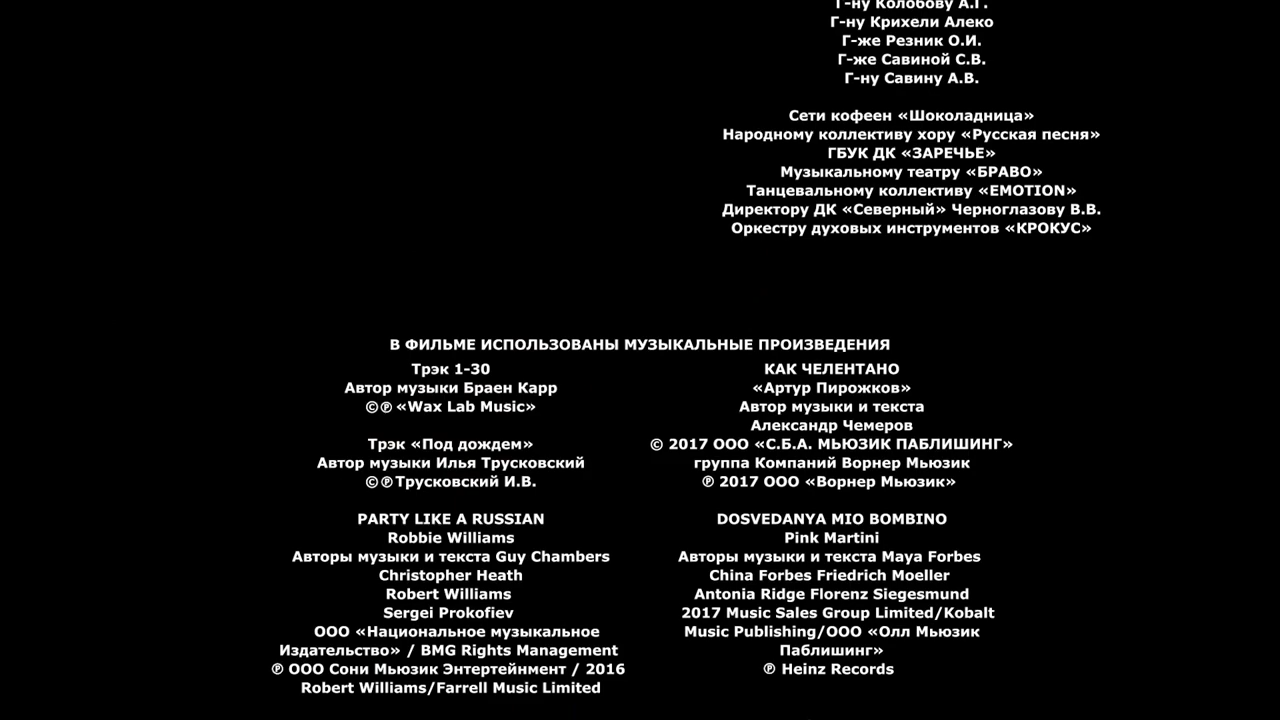 Г-ну Колобову А.Г.
Г-ну Крихели Алеко
Г-же Резник О.И.
Г-же Савиной С.В.
Г-ну Савину А.В.
Сети кофеен «Шоколадница»
Народному коллективу хору «Русская песня»
ГБУК ДК «ЗАРЕЧЬЕ»
Музыкальному театру «БРАВО»
Танцевальному коллективу «EMOTION»
Директору ДК «Северный» Черноглазову В.В.
Оркестру духовых инструментов «КРОКУС»
В ФИЛЬМЕ ИСПОЛЬЗОВАНЫ МУЗЫКАЛЬНЫЕ ПРОИЗВЕДЕНИЯ
Трэк 1-30
Автор музыки Браен Карр
©℗ «Wax Lab Music»
Трэк «Под дождем»
Автор музыки Илья Трусковский
©℗ Трусковский И.В.
PARTY LIKE A RUSSIAN
Robbie Williams
Авторы музыки и текста Guy Chambers
Christopher Heath
Robert Williams
Sergei Prokofiev
ООО «Национальное музыкальное
Издательство» / BMG Rights Management
℗ ООО Сони Мьюзик Энтертейнмент / 2016
Robert Williams/Farrell Music Limited
КАК ЧЕЛЕНТАНО
«Артур Пирожков»
Автор музыки и текста
Александр Чемеров
© 2017 ООО «С.Б.А. МЬЮЗИК ПАБЛИШИНГ»
группа Компаний Ворнер Мьюзик
℗ 2017 ООО «Ворнер Мьюзик»
DOSVEDANYA MIO BOMBINO
Pink Martini
Авторы музыки и текста Maya Forbes
China Forbes Friedrich Moeller
Antonia Ridge Florenz Siegesmund
2017 Music Sales Group Limited/Kobalt
Music Publishing/ООО «Олл Мьюзик
Паблишинг»
℗ Heinz Records